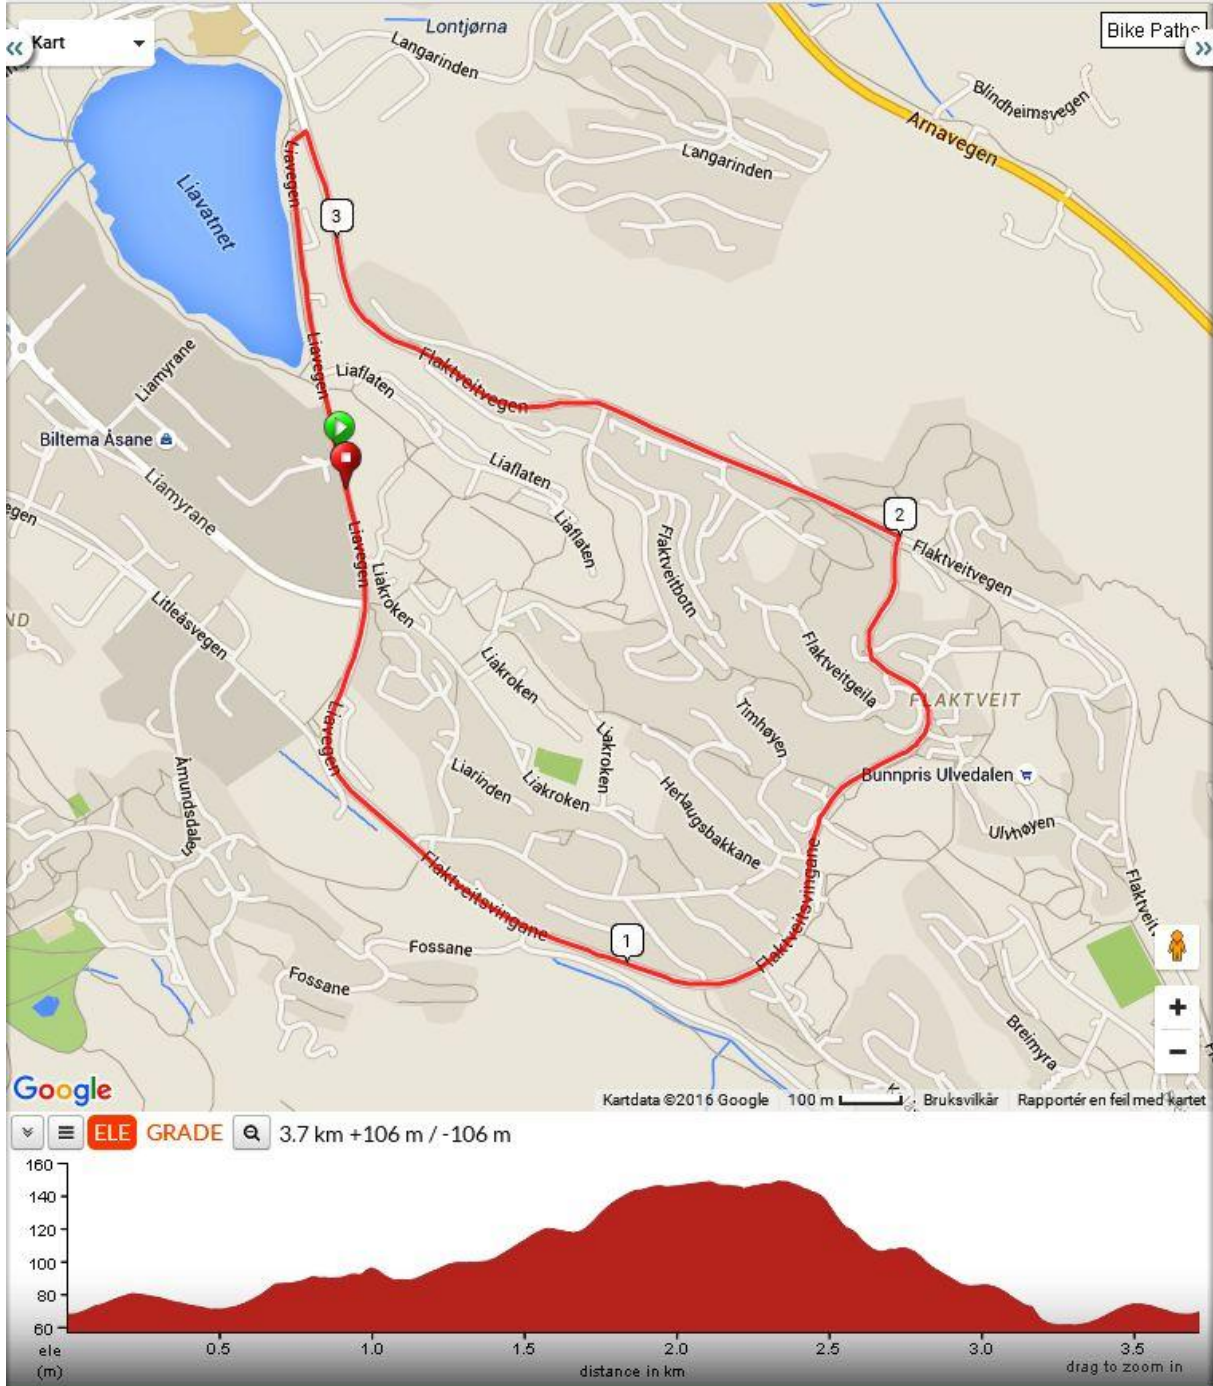 Lontjørna
Kart
Bike Paths
Langarinden
Blindheimsvegen
Arnavegen
Langarinden
Liavegen
Liavatnet
3
Liavegen
Liamyrane
Liaflaten
Flaktveitvegen
Biltema Åsane
Liaflaten
Liamyrane
egen
Liaflaten
2
Flaktveitbotn
Flaktveitvegen
Liavegen
Liakroken
Litleåsvegen
ND
Liakroken
Flaktveitgeila
FLAKTVEIT
Timhøyen
Liavegen
Liakroken
Liarinden
Liakroken
Bunnpris Ulvedalen
Åmundsdalen
Herlaugsbakkane
Ulvhøyen
Flaktveitsvingane
Flaktveitsvingane
Flaktveitsvingane
Flaktveitv
1
Fossane
Fossane
Breimyra
+
−
Google
Kartdata ©2016 Google
100 m
Bruksvilkår
Rapportér en feil med kartet
ELE
GRADE
3.7 km +106 m / -106 m
160
140
120
100
80
60
ele
(m)
0.5
1.0
1.5
2.0
2.5
3.0
3.5
distance in km
drag to zoom in